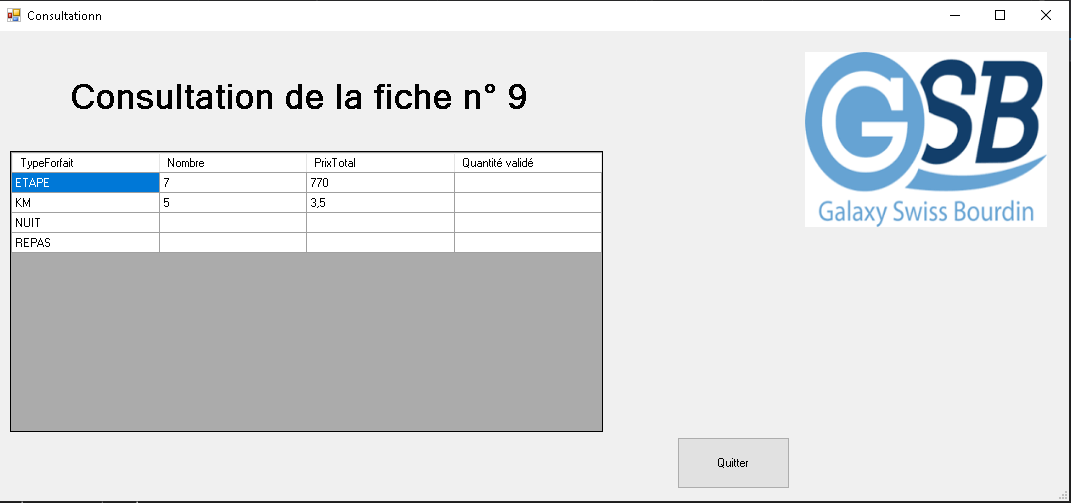 Consultationn
Consultation de la fiche n° 9
GSB
Galaxy Swiss Bourdin
TypeForfait Nombre PrixTotal Quantité validé
ETAPE 7 770
KM 5 3,5
NUIT
REPAS
Quitter